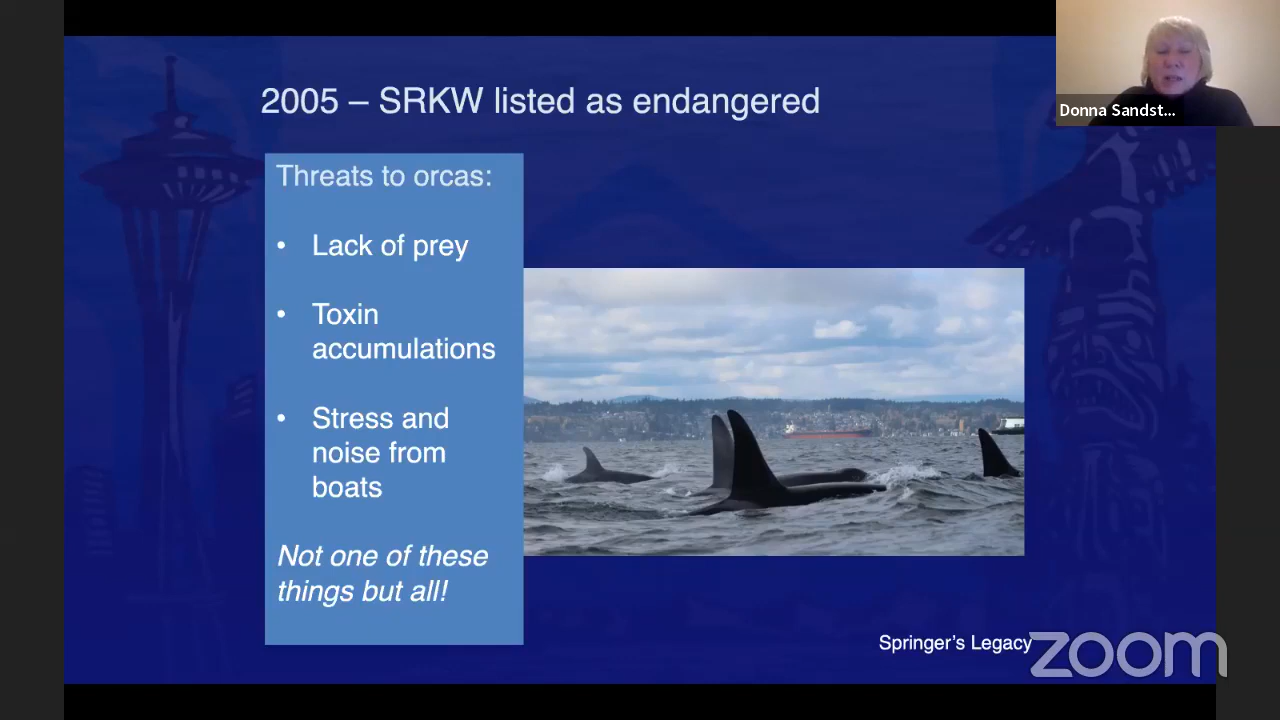 2005 – SRKW listed as endangered
Donna Sandst...
Threats to orcas:
• Lack of prey
• Toxin
accumulations
• Stress and
noise from
boats
Not one of these
things but all!
Springer's Legacy
zoom